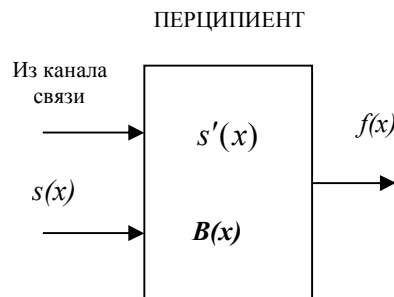 ПЕРЦИПИЕНТ
Из канала
связи
s′(x)
f(x)
s(x)
B(x)